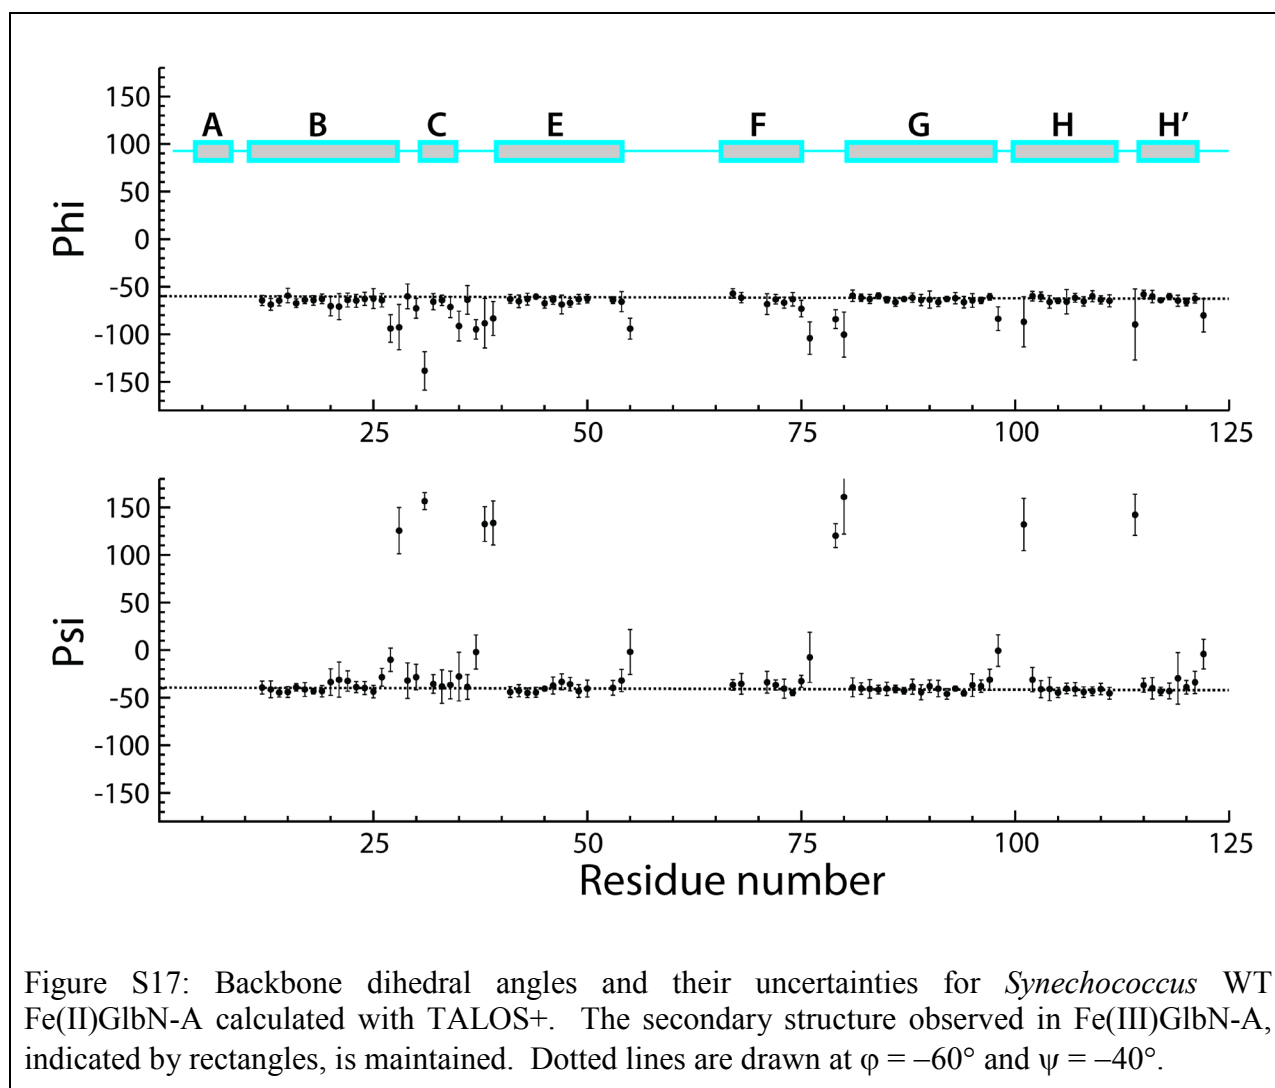 150
A B C E F G H H′
100
50
0
-50
-100
-150
Phi
25 50 75 100 125
150
100
50
0
-50
-100
-150
Psi
25 50 75 100 125
Residue number
Figure S17: Backbone dihedral angles and their uncertainties for Synechococcus WT
Fe(II)GlbN-A calculated with TALOS+. The secondary structure observed in Fe(III)GlbN-A,
indicated by rectangles, is maintained. Dotted lines are drawn at φ = –60° and ψ = –40°.